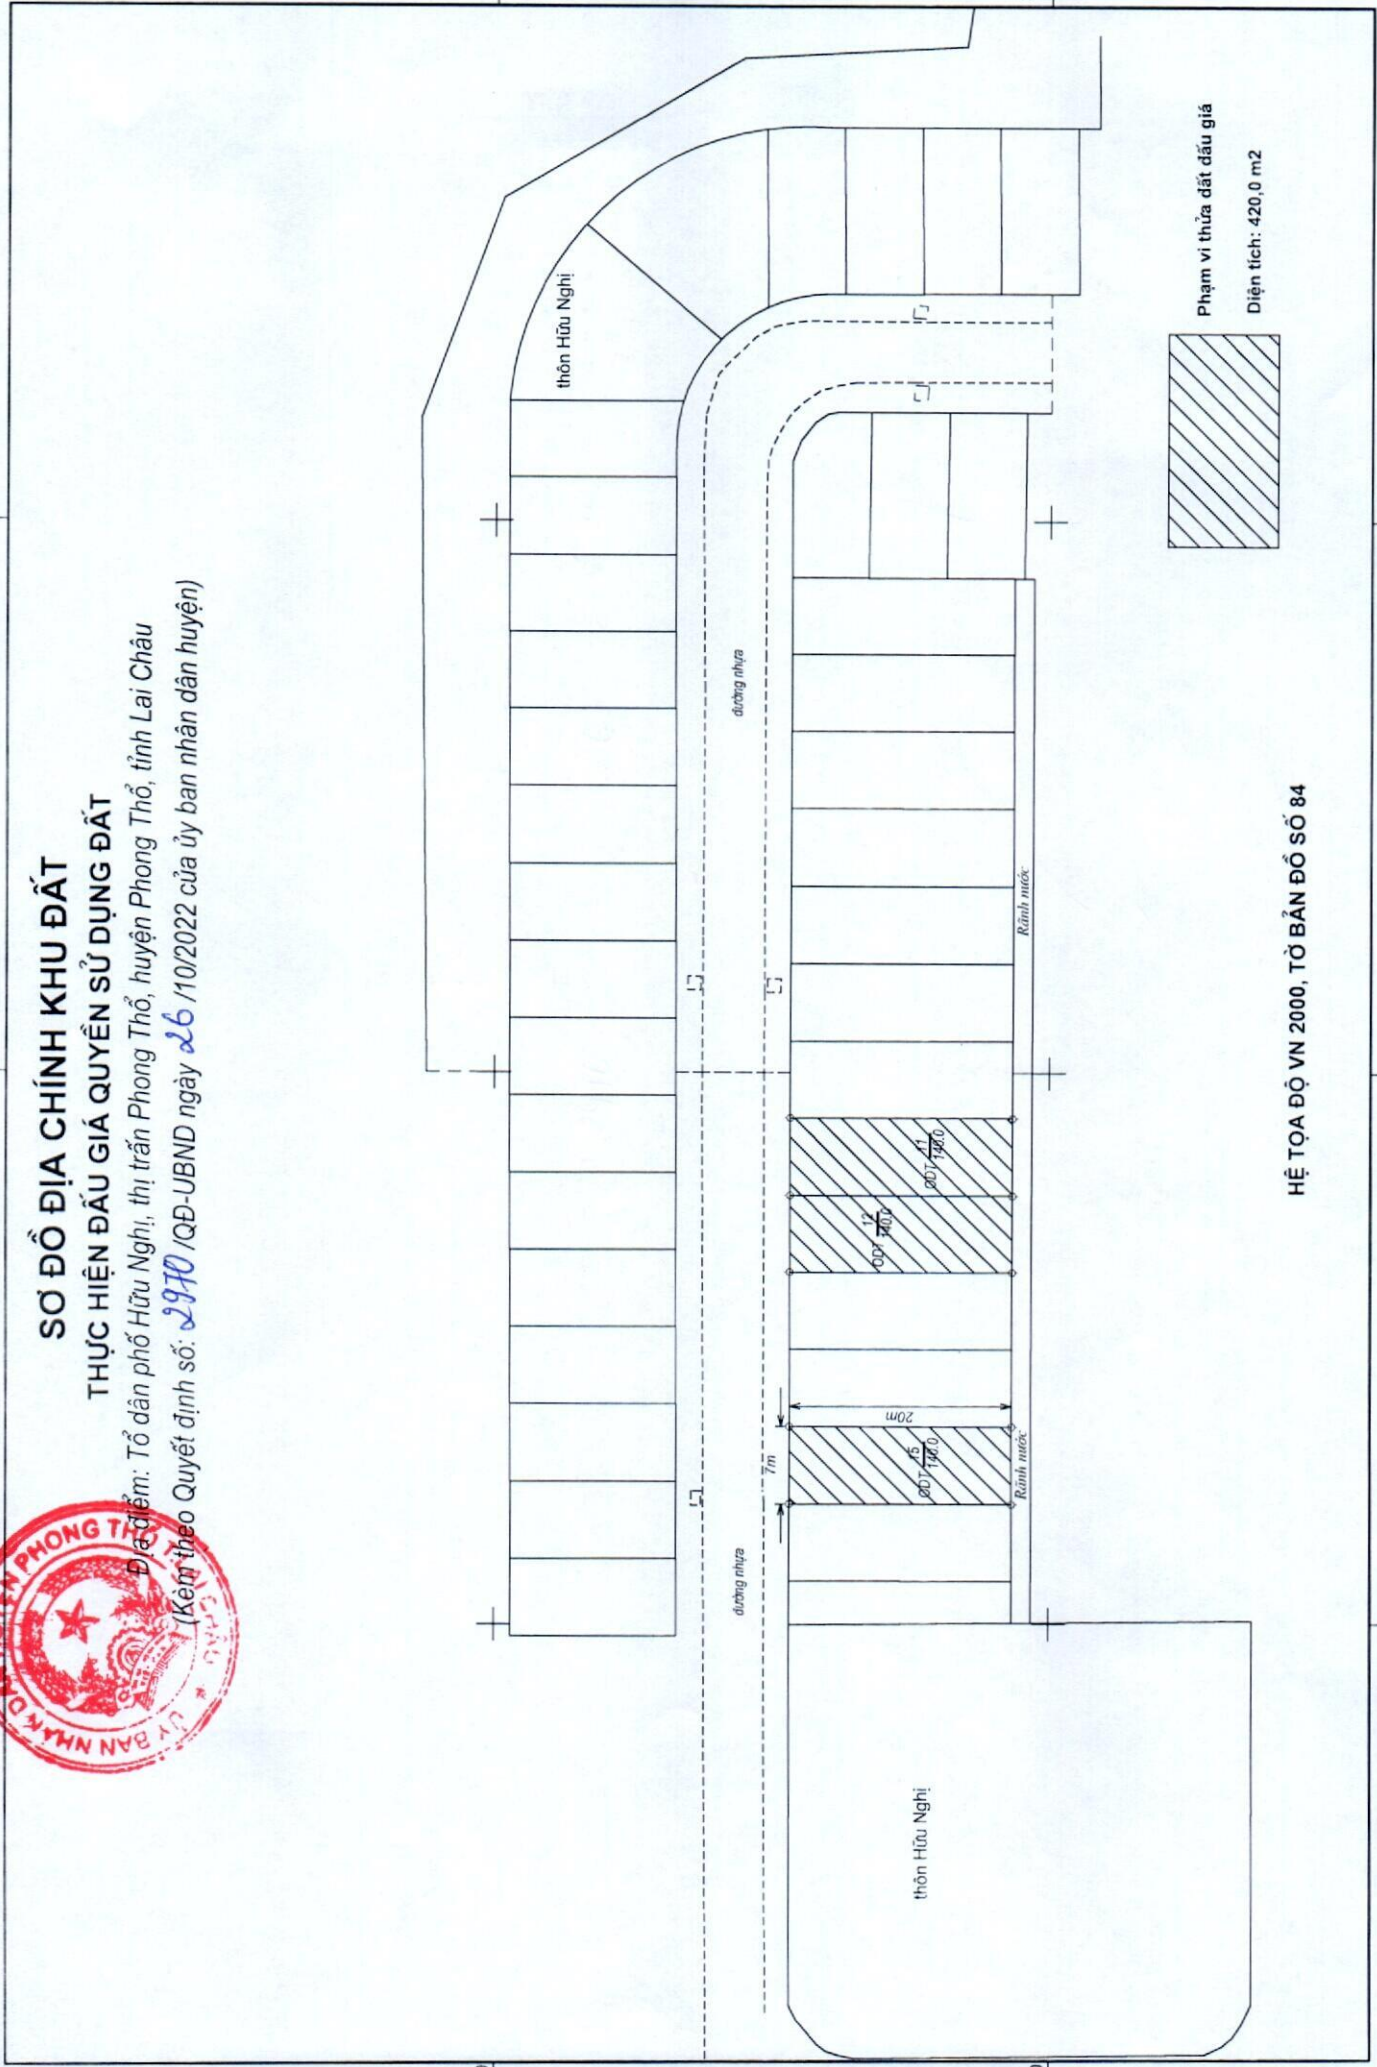 SƠ ĐỒ ĐỊA CHÍNH KHU ĐẤT
THỰC HIỆN ĐẤU GIÁ QUYỀN SỬ DỤNG ĐẤT
Địa điểm: Tổ dân phố Hữu Nghị, thị trấn Phong Thổ, huyện Phong Thổ, tỉnh Lai Châu
(Kèm theo Quyết định số: 2970 /QĐ-UBND ngày 26 /10/2022 của ủy ban nhân dân huyện)
PHONG THỔ T. LAI CHÂU * ỦY BAN NHÂN
thôn Hữu Nghị
đường nhựa
đường nhựa
7m
20m
ODT 15
140.0
ODT 12
140.0
ODT 11
140.0
Rãnh nước
Rãnh nước
thôn Hữu Nghị
Phạm vi thửa đất đấu giá
Diện tích: 420,0 m2
HỆ TỌA ĐỘ VN 2000, TỜ BẢN ĐỒ SỐ 84